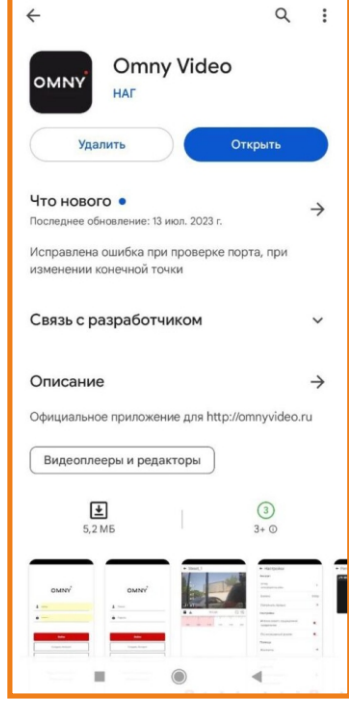 Omny Video
OMNY
НАГ
Удалить
Открыть
Что нового
Последнее обновление: 13 июл. 2023 г.
Исправлена ошибка при проверке порта, при
изменении конечной точки
Связь с разработчиком
Описание
Официальное приложение для http://omnyvideo.ru
Видеоплееры и редакторы
3
5,2 МБ
3+
OMNY
OMNY